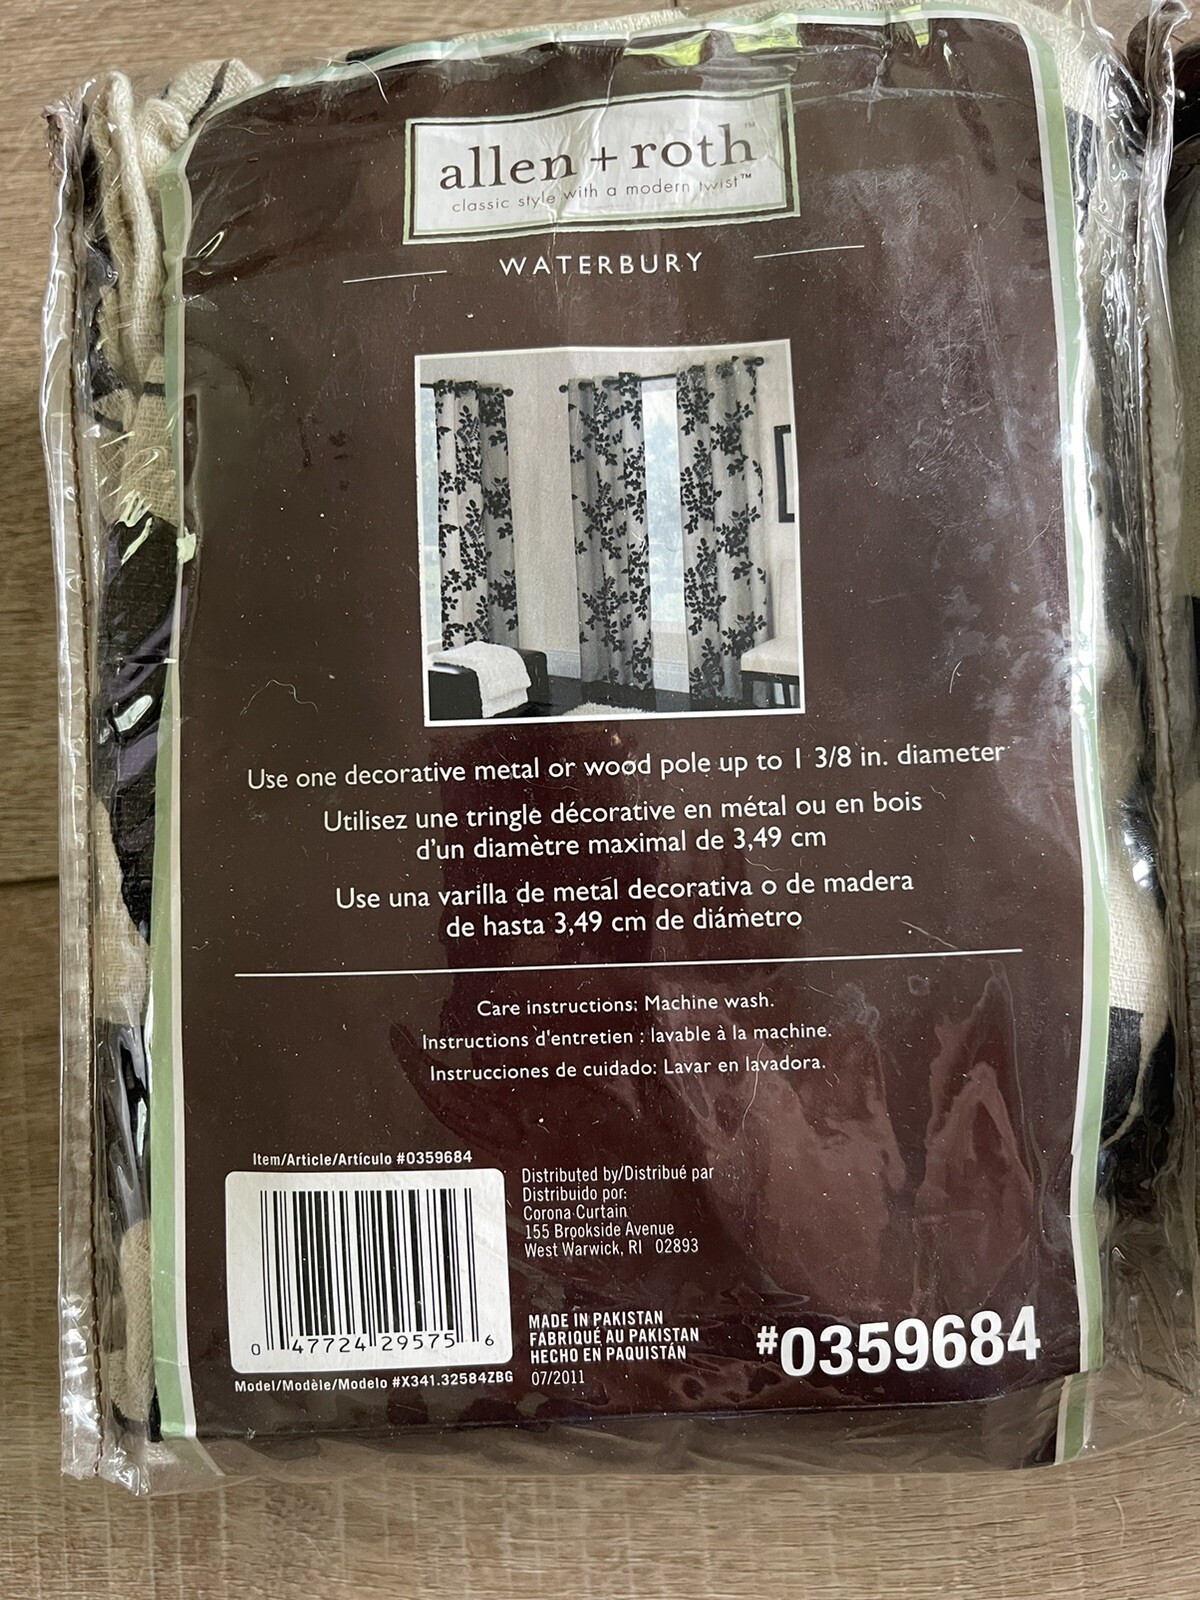 allen + roth™
classic style with a modern twist™
WATERBURY
Use one decorative metal or wood pole up to 1 3/8 in. diameter
Utilisez une tringle décorative en métal ou en bois
d'un diamètre maximal de 3,49 cm
Use una varilla de metal decorativa o de madera
de hasta 3,49 cm de diámetro
Care instructions: Machine wash.
Instructions d'entretien : lavable à la machine.
Instrucciones de cuidado: Lavar en lavadora.
Item/Article/Artículo #0359684
0 47724 29575 6
Model/Modèle/Modelo #X341.32584ZBG
Distributed by/Distribué par
Distribuido por:
Corona Curtain
155 Brookside Avenue
West Warwick, RI 02893
MADE IN PAKISTAN
FABRIQUÉ AU PAKISTAN
HECHO EN PAQUISTÁN
07/2011
#0359684